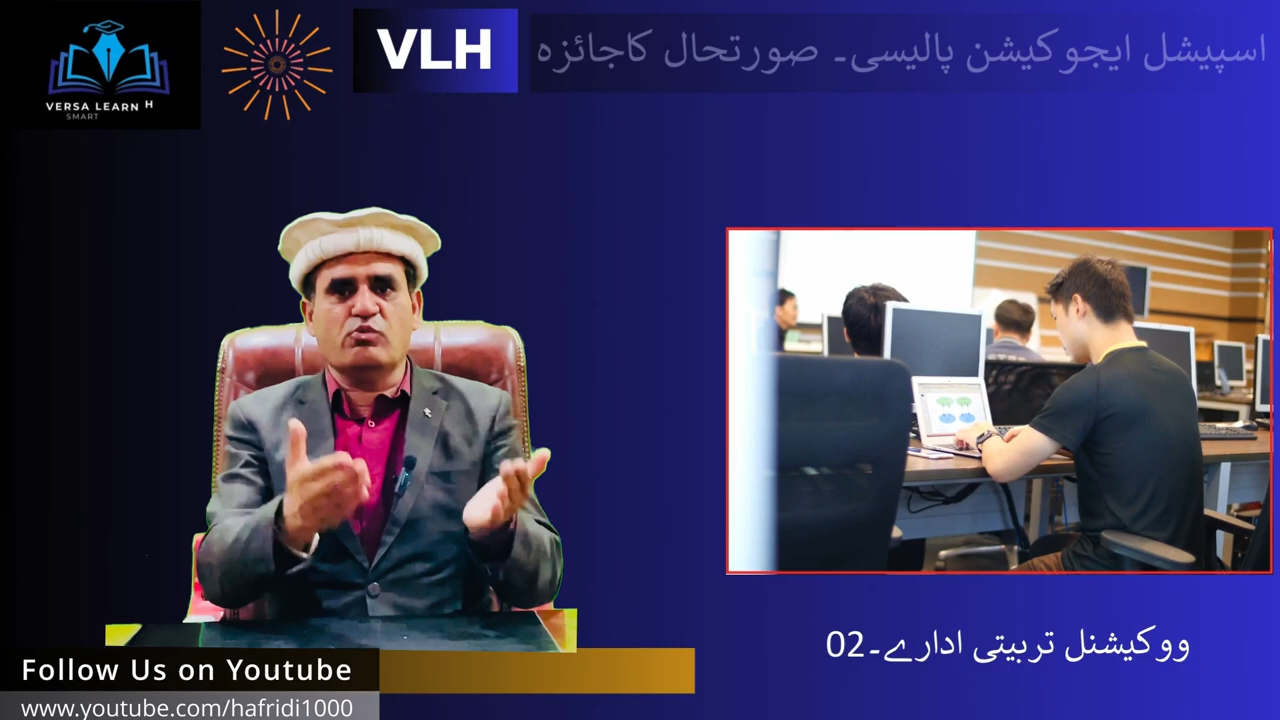 VERSA LEARN H
SMART
VLH
اسپیشل ایجوکیشن پالیسی۔ صورتحال کاجائزہ
ووکیشنل تربیتی ادارے۔02
Follow Us on Youtube
www.youtube.com/hafridi1000